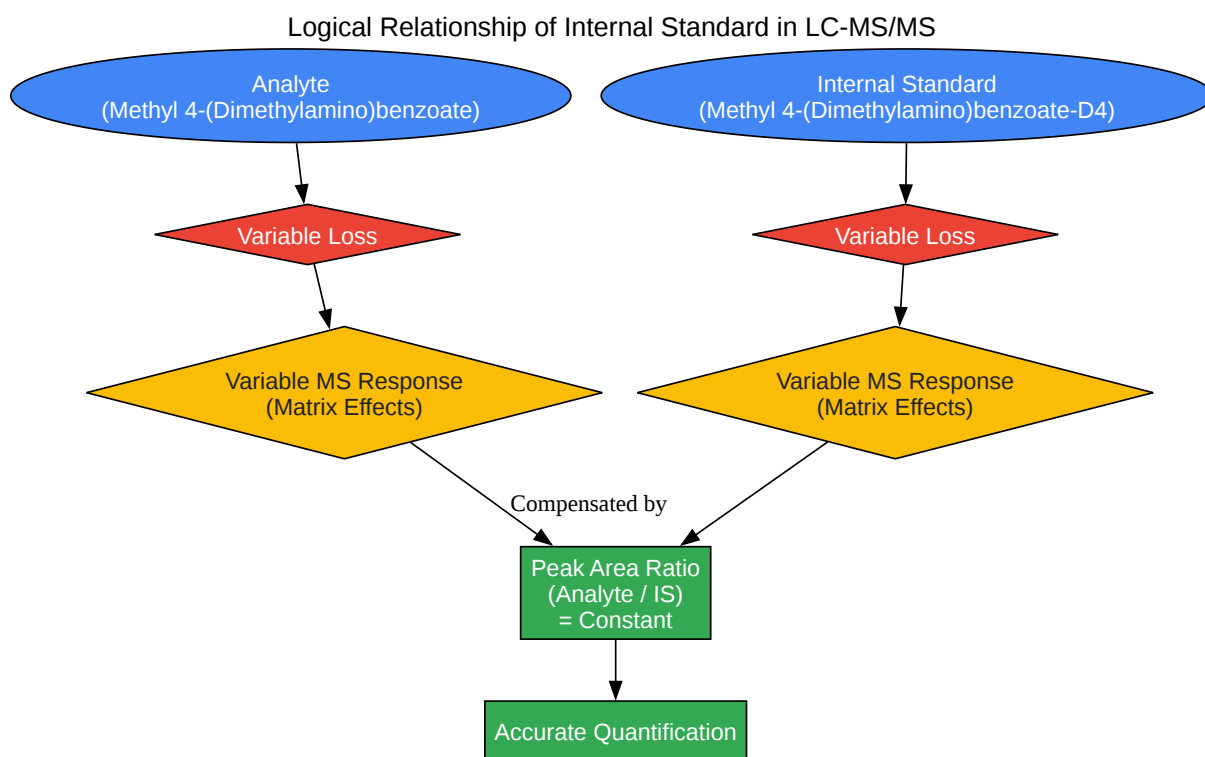 Logical Relationship of Internal Standard in LC-MS/MS
Analyte
(Methyl 4-(Dimethylamino)benzoate)
Internal Standard
(Methyl 4-(Dimethylamino)benzoate-D4)
Variable Loss
Variable Loss
Variable MS Response
(Matrix Effects)
Variable MS Response
(Matrix Effects)
Compensated by
Peak Area Ratio
(Analyte / IS)
= Constant
Accurate Quantification